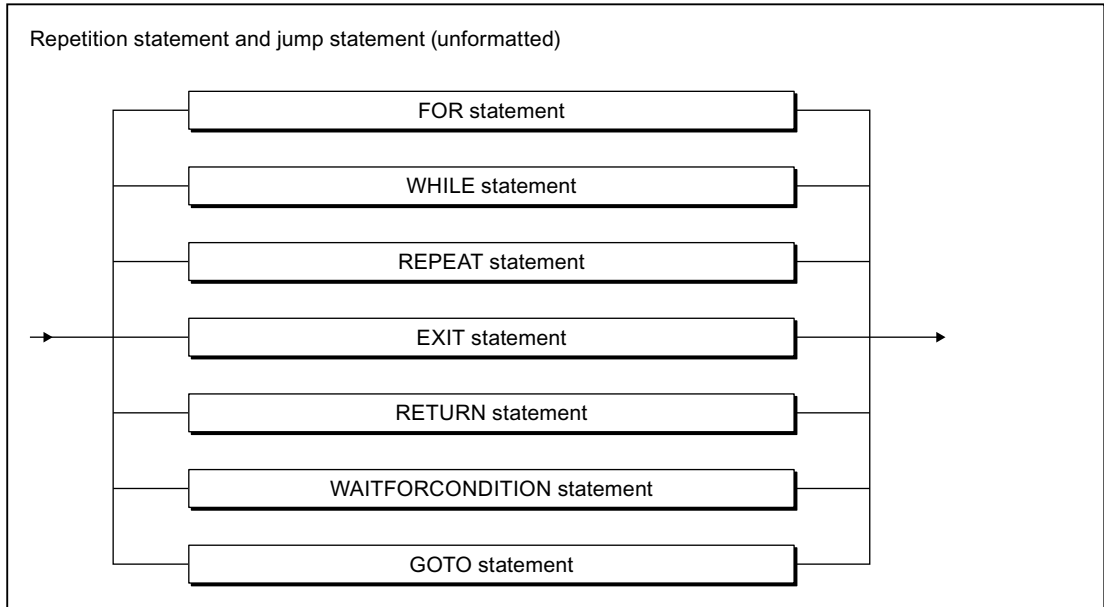 Repetition statement and jump statement (unformatted)
FOR statement
WHILE statement
REPEAT statement
EXIT statement
RETURN statement
WAITFORCONDITION statement
GOTO statement